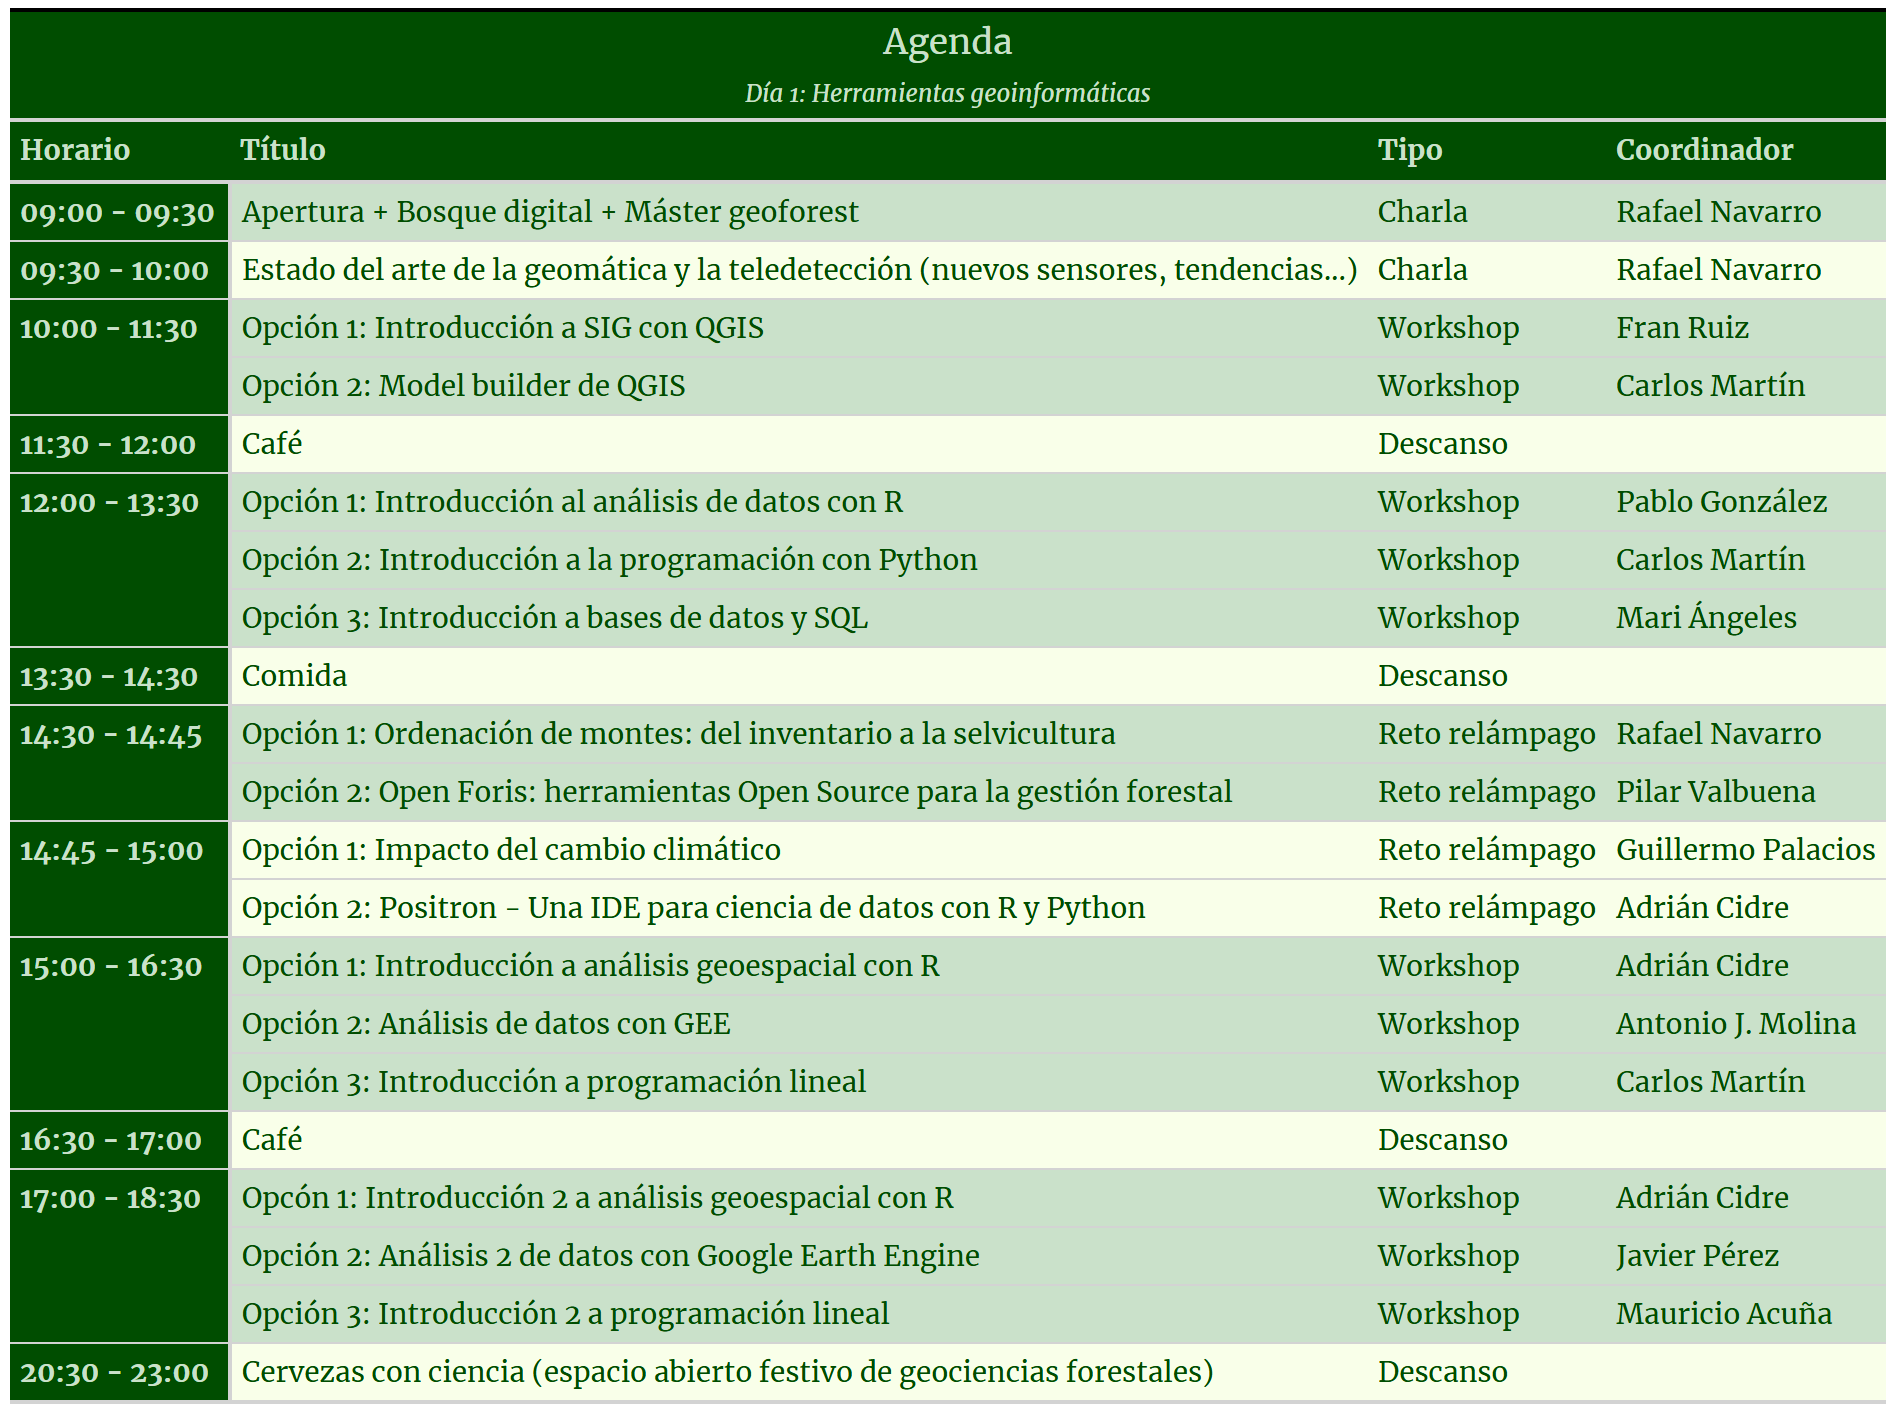 Agenda
Día 1: Herramientas geoinformáticas
Horario Título Tipo Coordinador
09:00 - 09:30 Apertura + Bosque digital + Máster geoforest Charla Rafael Navarro
09:30 - 10:00 Estado del arte de la geomática y la teledetección (nuevos sensores, tendencias...) Charla Rafael Navarro
10:00 - 11:30 Opción 1: Introducción a SIG con QGIS Workshop Fran Ruiz
Opción 2: Model builder de QGIS Workshop Carlos Martín
11:30 - 12:00 Café Descanso
12:00 - 13:30 Opción 1: Introducción al análisis de datos con R Workshop Pablo González
Opción 2: Introducción a la programación con Python Workshop Carlos Martín
Opción 3: Introducción a bases de datos y SQL Workshop Mari Ángeles
13:30 - 14:30 Comida Descanso
14:30 - 14:45 Opción 1: Ordenación de montes: del inventario a la selvicultura Reto relámpago Rafael Navarro
Opción 2: Open Foris: herramientas Open Source para la gestión forestal Reto relámpago Pilar Valbuena
14:45 - 15:00 Opción 1: Impacto del cambio climático Reto relámpago Guillermo Palacios
Opción 2: Positron - Una IDE para ciencia de datos con R y Python Reto relámpago Adrián Cidre
15:00 - 16:30 Opción 1: Introducción a análisis geoespacial con R Workshop Adrián Cidre
Opción 2: Análisis de datos con GEE Workshop Antonio J. Molina
Opción 3: Introducción a programación lineal Workshop Carlos Martín
16:30 - 17:00 Café Descanso
17:00 - 18:30 Opcón 1: Introducción 2 a análisis geoespacial con R Workshop Adrián Cidre
Opción 2: Análisis 2 de datos con Google Earth Engine Workshop Javier Pérez
Opción 3: Introducción 2 a programación lineal Workshop Mauricio Acuña
20:30 - 23:00 Cervezas con ciencia (espacio abierto festivo de geociencias forestales) Descanso